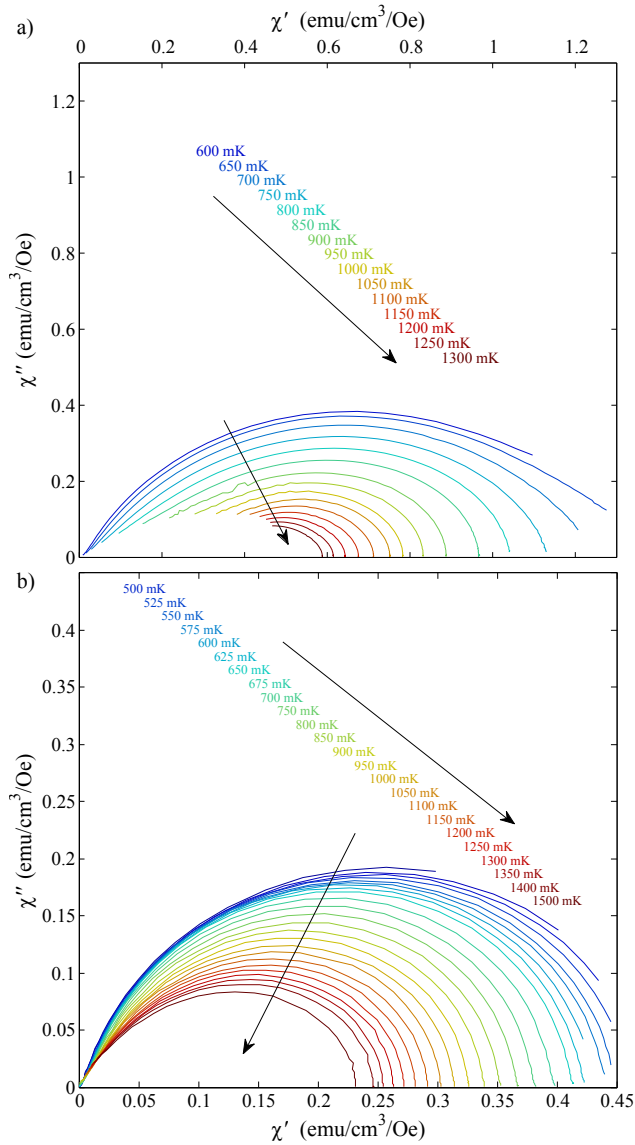 a)
χ′ (emu/cm³/Oe)
0 0.2 0.4 0.6 0.8 1 1.2
1.2
1
0.8
0.6
0.4
0.2
0
χ″ (emu/cm³/Oe)
600 mK
650 mK
700 mK
750 mK
800 mK
850 mK
900 mK
950 mK
1000 mK
1050 mK
1100 mK
1150 mK
1200 mK
1250 mK
1300 mK
b)
0.4
0.35
0.3
0.25
0.2
0.15
0.1
0.05
0
χ″ (emu/cm³/Oe)
500 mK
525 mK
550 mK
575 mK
600 mK
625 mK
650 mK
675 mK
700 mK
750 mK
800 mK
850 mK
900 mK
950 mK
1000 mK
1050 mK
1100 mK
1150 mK
1200 mK
1250 mK
1300 mK
1350 mK
1400 mK
1500 mK
0 0.05 0.1 0.15 0.2 0.25 0.3 0.35 0.4 0.45
χ′ (emu/cm³/Oe)